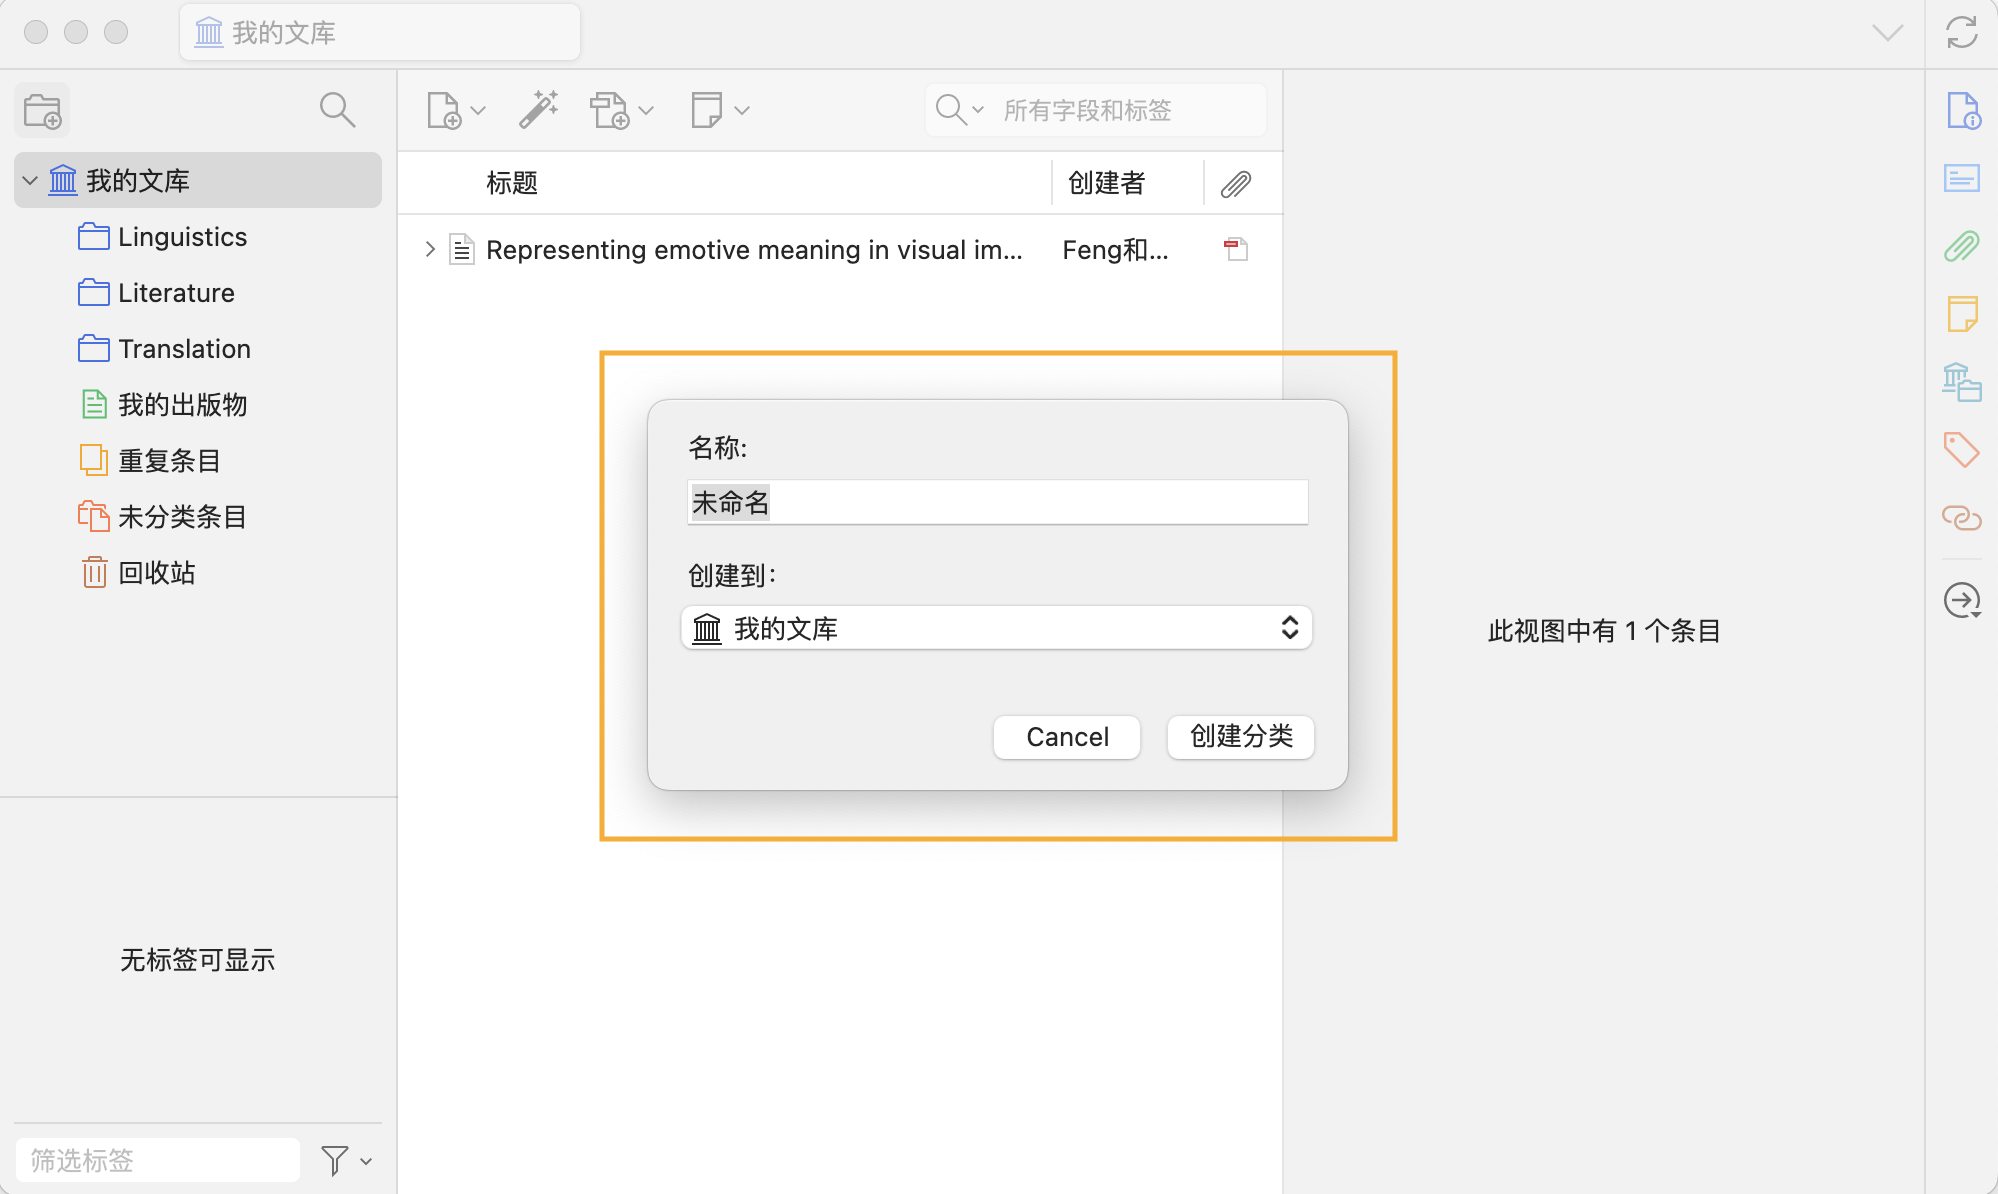 我的文库
所有字段和标签
我的文库
Linguistics
Literature
Translation
我的出版物
重复条目
未分类条目
回收站
标题 创建者
Representing emotive meaning in visual im... Feng和...
名称:
未命名
创建到:
我的文库
Cancel 创建分类
此视图中有 1 个条目
无标签可显示
筛选标签